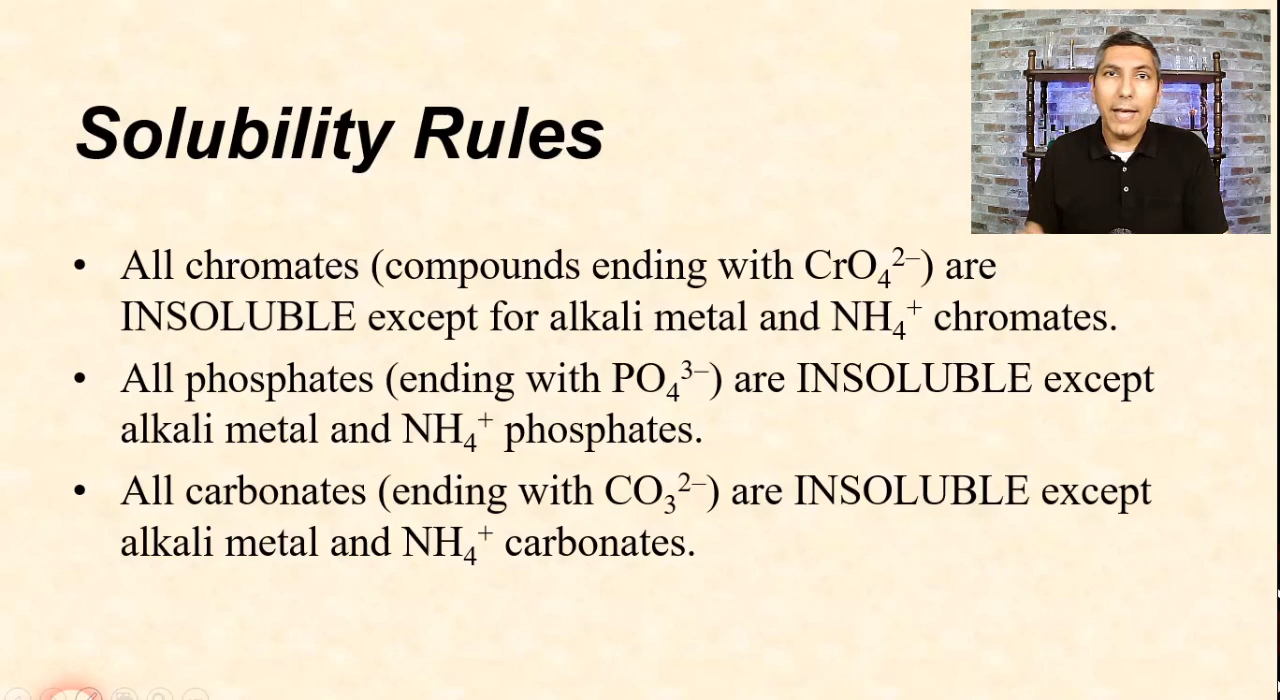 Solubility Rules
• All chromates (compounds ending with CrO₄²⁻) are
INSOLUBLE except for alkali metal and NH₄⁺ chromates.
• All phosphates (ending with PO₄³⁻) are INSOLUBLE except
alkali metal and NH₄⁺ phosphates.
• All carbonates (ending with CO₃²⁻) are INSOLUBLE except
alkali metal and NH₄⁺ carbonates.